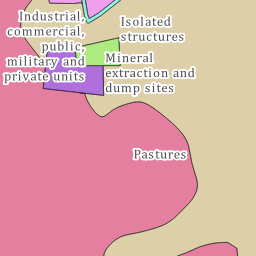 Industrial,
commercial,
public,
military and
private units
Isolated
structures
Mineral
extraction and
dump sites
Pastures